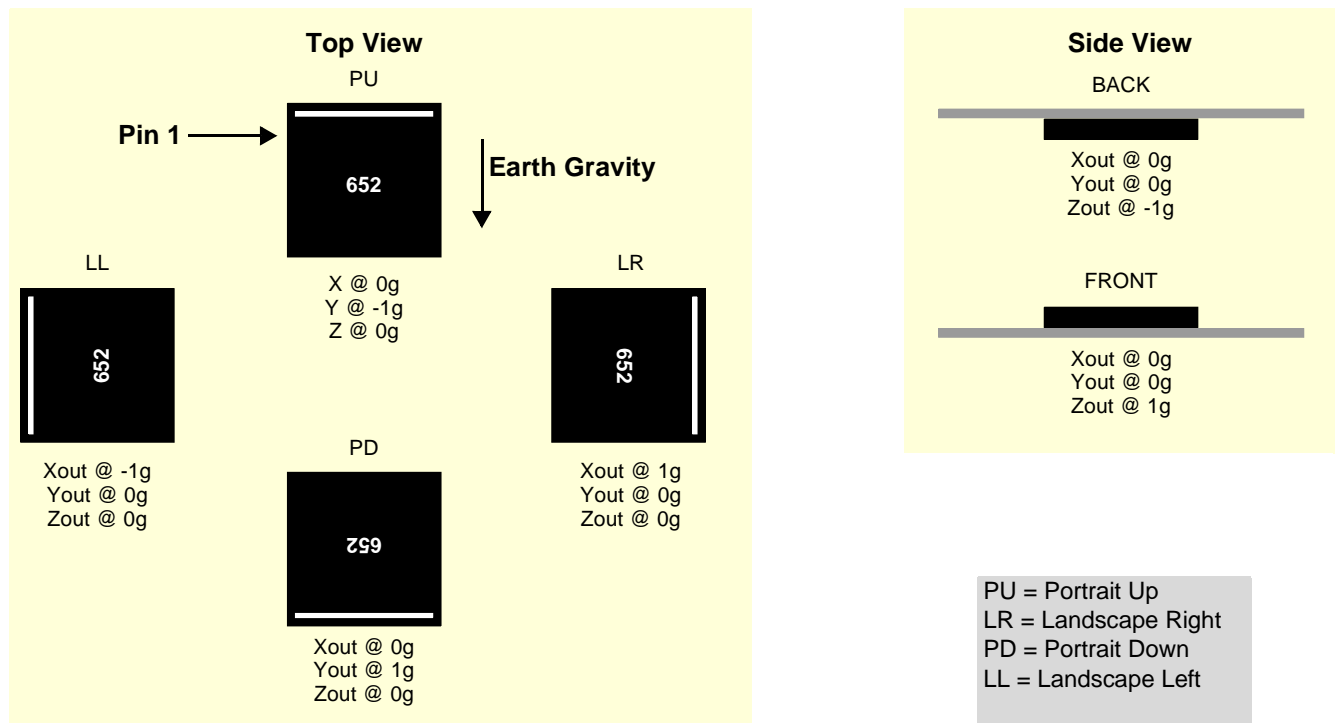 Top View
PU
Pin 1
652
Earth Gravity
X @ 0g
Y @ -1g
Z @ 0g
LL
652
Xout @ -1g
Yout @ 0g
Zout @ 0g
LR
652
Xout @ 1g
Yout @ 0g
Zout @ 0g
PD
652
Xout @ 0g
Yout @ 1g
Zout @ 0g
Side View
BACK
Xout @ 0g
Yout @ 0g
Zout @ -1g
FRONT
Xout @ 0g
Yout @ 0g
Zout @ 1g
PU = Portrait Up
LR = Landscape Right
PD = Portrait Down
LL = Landscape Left